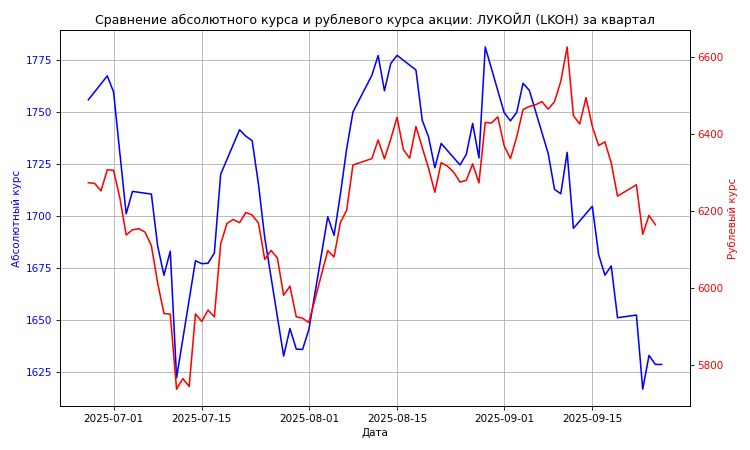 Сравнение абсолютного курса и рублевого курса акции: ЛУКОЙЛ (LKOH) за квартал
1775
1750
1725
1700
1675
1650
1625
Абсолютный курс
6600
6400
6200
6000
5800
Рублевый курс
2025-07-01 2025-07-15 2025-08-01 2025-08-15 2025-09-01 2025-09-15
Дата